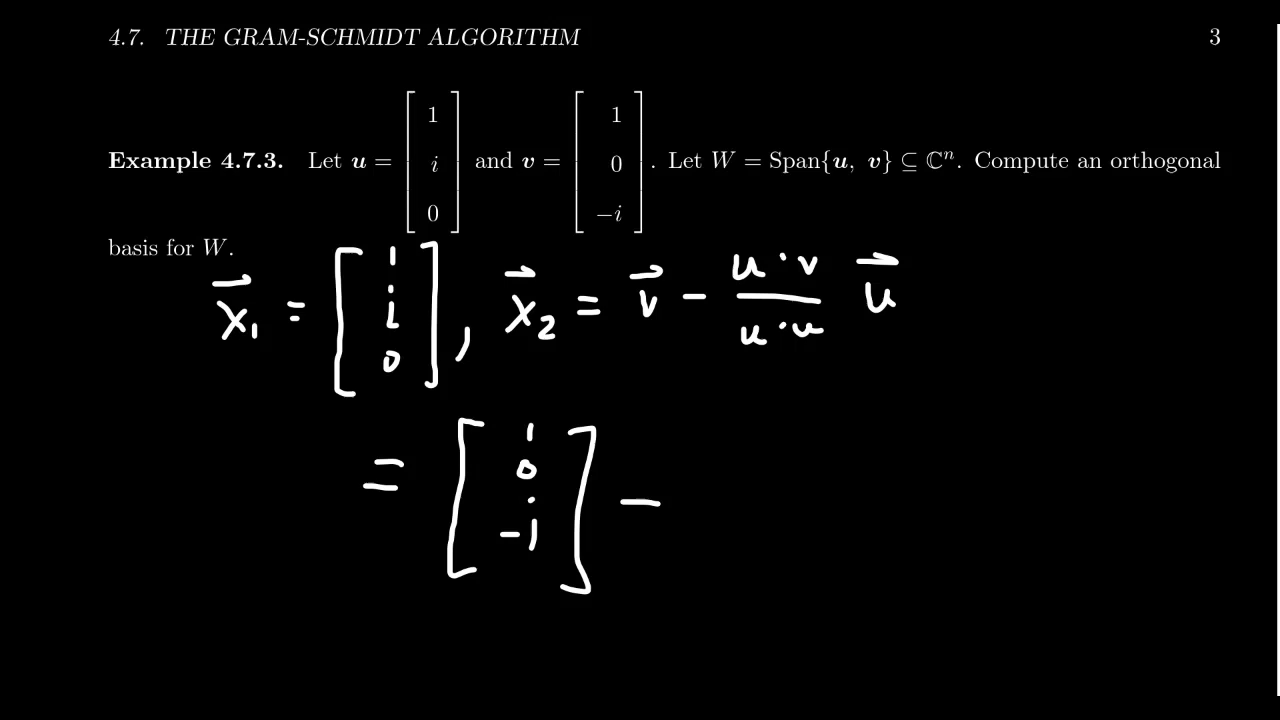 4.7. THE GRAM-SCHMIDT ALGORITHM 3
Example 4.7.3. Let u = [1 i 0] and v = [1 0 −i]. Let W = Span{u, v} ⊆ ℂⁿ. Compute an orthogonal
basis for W.
x⃗₁ = [1 i 0], x⃗₂ = v⃗ − (u·v)/(u·u) u⃗
= [1 0 −i] −